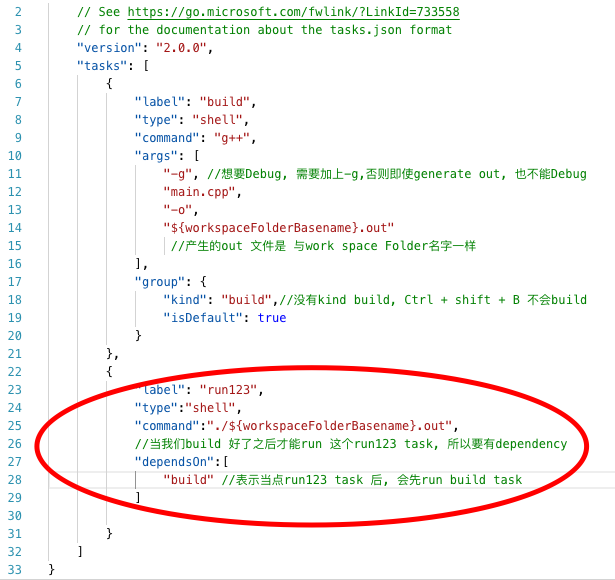 2 // See https://go.microsoft.com/fwlink/?LinkId=733558
3 // for the documentation about the tasks.json format
4 "version": "2.0.0",
5 "tasks": [
6 {
7 "label": "build",
8 "type": "shell",
9 "command": "g++",
10 "args": [
11 "-g", //想要Debug, 需要加上-g,否则即使generate out, 也不能Debug
12 "main.cpp",
13 "-o",
14 "${workspaceFolderBasename}.out"
15 //产生的out 文件是 与work space Folder名字一样
16 ],
17 "group": {
18 "kind": "build",//没有kind build, Ctrl + shift + B 不会build
19 "isDefault": true
20 }
21 },
22 {
23 "label": "run123",
24 "type":"shell",
25 "command":"./${workspaceFolderBasename}.out",
26 //当我们build 好了之后才能run 这个run123 task, 所以要有dependency
27 "dependsOn":[
28 "build" //表示当点run123 task 后, 会先run build task
29 ]
30
31 }
32 ]
33 }